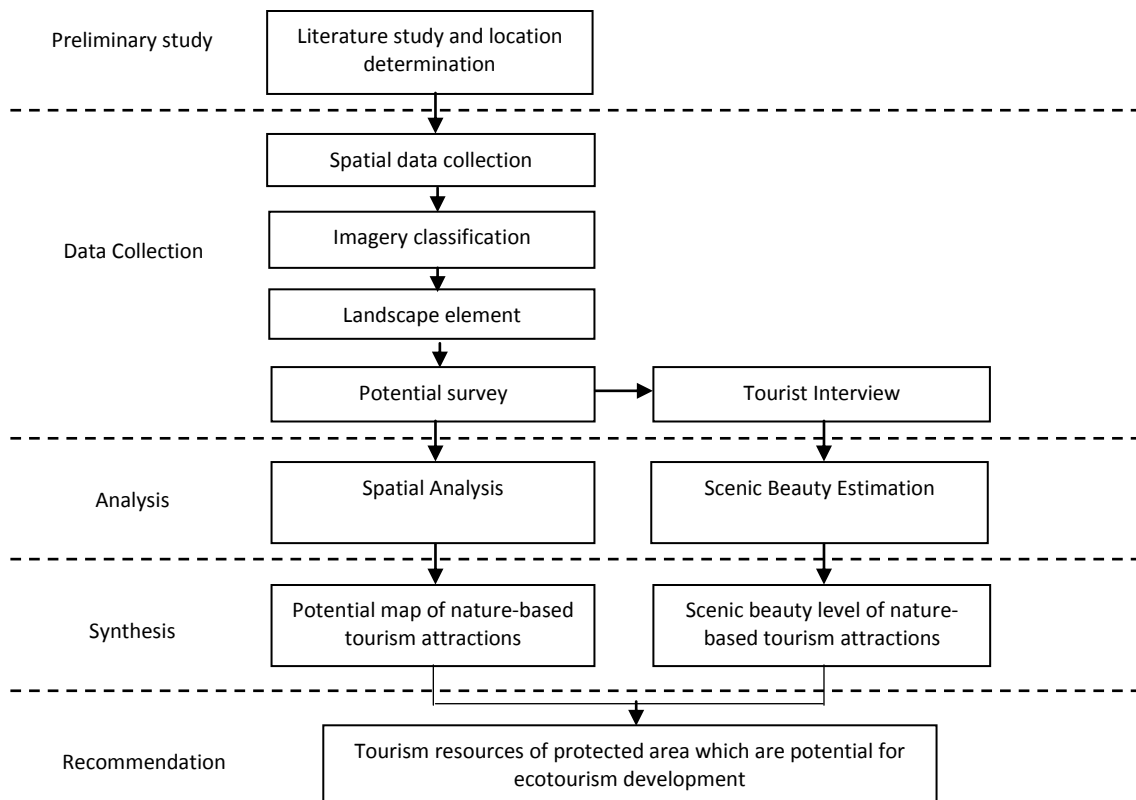 Preliminary study
Literature study and location
determination
Spatial data collection
Imagery classification
Data Collection
Landscape element
Potential survey
Tourist Interview
Analysis
Spatial Analysis
Scenic Beauty Estimation
Synthesis
Potential map of nature-based
tourism attractions
Scenic beauty level of nature-
based tourism attractions
Recommendation
Tourism resources of protected area which are potential for
ecotourism development